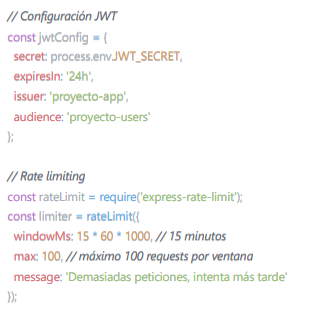 // Configuración JWT
const jwtConfig = {
  secret: process.env.JWT_SECRET,
  expiresIn: '24h',
  issuer: 'proyecto-app',
  audience: 'proyecto-users'
};

// Rate limiting
const rateLimit = require('express-rate-limit');
const limiter = rateLimit({
  windowMs: 15 * 60 * 1000, // 15 minutos
  max: 100, // máximo 100 requests por ventana
  message: 'Demasiadas peticiones, intenta más tarde'
});